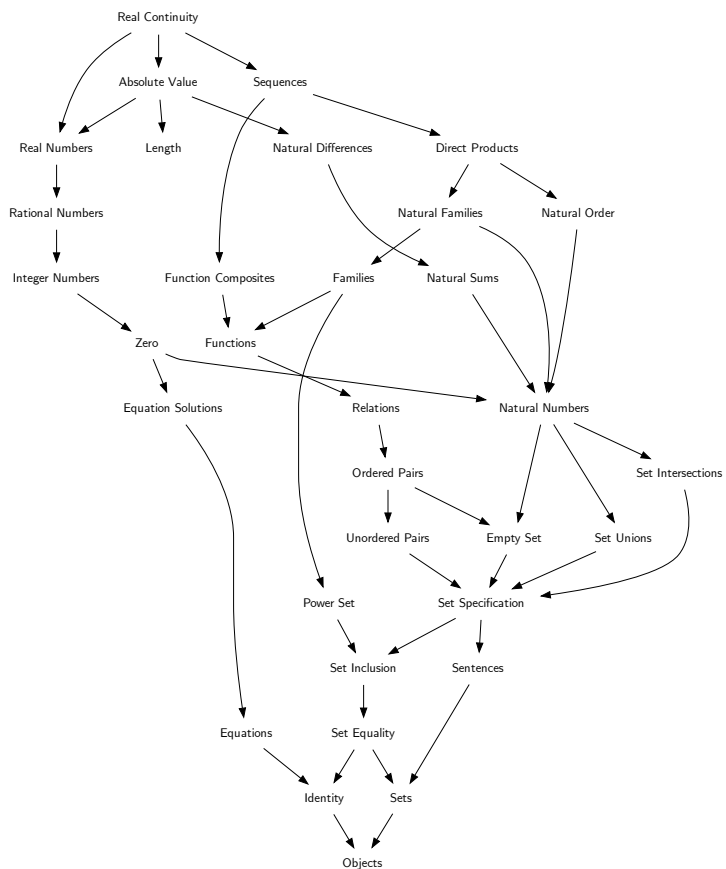 Real Continuity
Absolute Value
Sequences
Real Numbers
Length
Natural Differences
Direct Products
Rational Numbers
Natural Families
Natural Order
Integer Numbers
Function Composites
Families
Natural Sums
Zero
Functions
Equation Solutions
Relations
Natural Numbers
Ordered Pairs
Set Intersections
Unordered Pairs
Empty Set
Set Unions
Power Set
Set Specification
Set Inclusion
Sentences
Equations
Set Equality
Identity
Sets
Objects